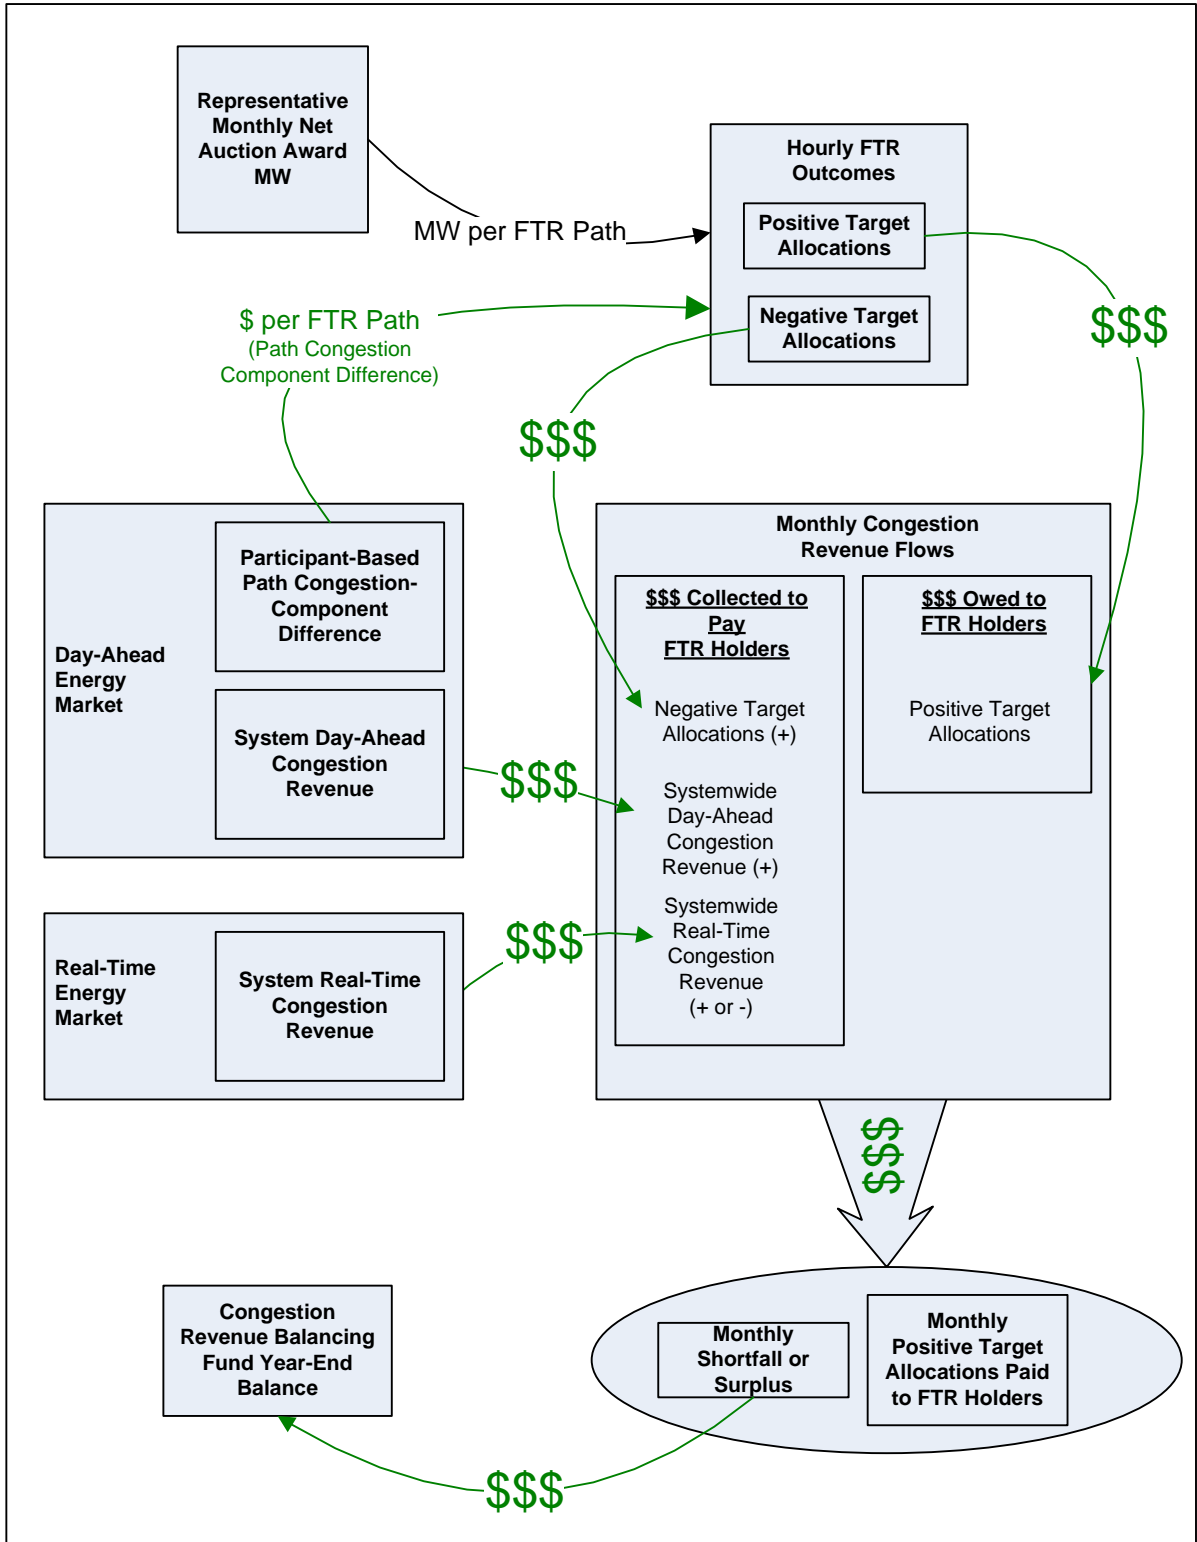 Representative
Monthly Net
Auction Award
MW
MW per FTR Path
Hourly FTR
Outcomes
Positive Target
Allocations
Negative Target
Allocations
$$$
$ per FTR Path
(Path Congestion
Component Difference)
$$$
Day-Ahead
Energy
Market
Participant-Based
Path Congestion-
Component
Difference
System Day-Ahead
Congestion
Revenue
$$$
Real-Time
Energy
Market
System Real-Time
Congestion
Revenue
$$$
Monthly Congestion
Revenue Flows
$$$ Collected to
Pay
FTR Holders
Negative Target
Allocations (+)
Systemwide
Day-Ahead
Congestion
Revenue (+)
Systemwide
Real-Time
Congestion
Revenue
(+ or -)
$$$ Owed to
FTR Holders
Positive Target
Allocations
$$$
Congestion
Revenue Balancing
Fund Year-End
Balance
Monthly
Shortfall or
Surplus
Monthly
Positive Target
Allocations Paid
to FTR Holders
$$$